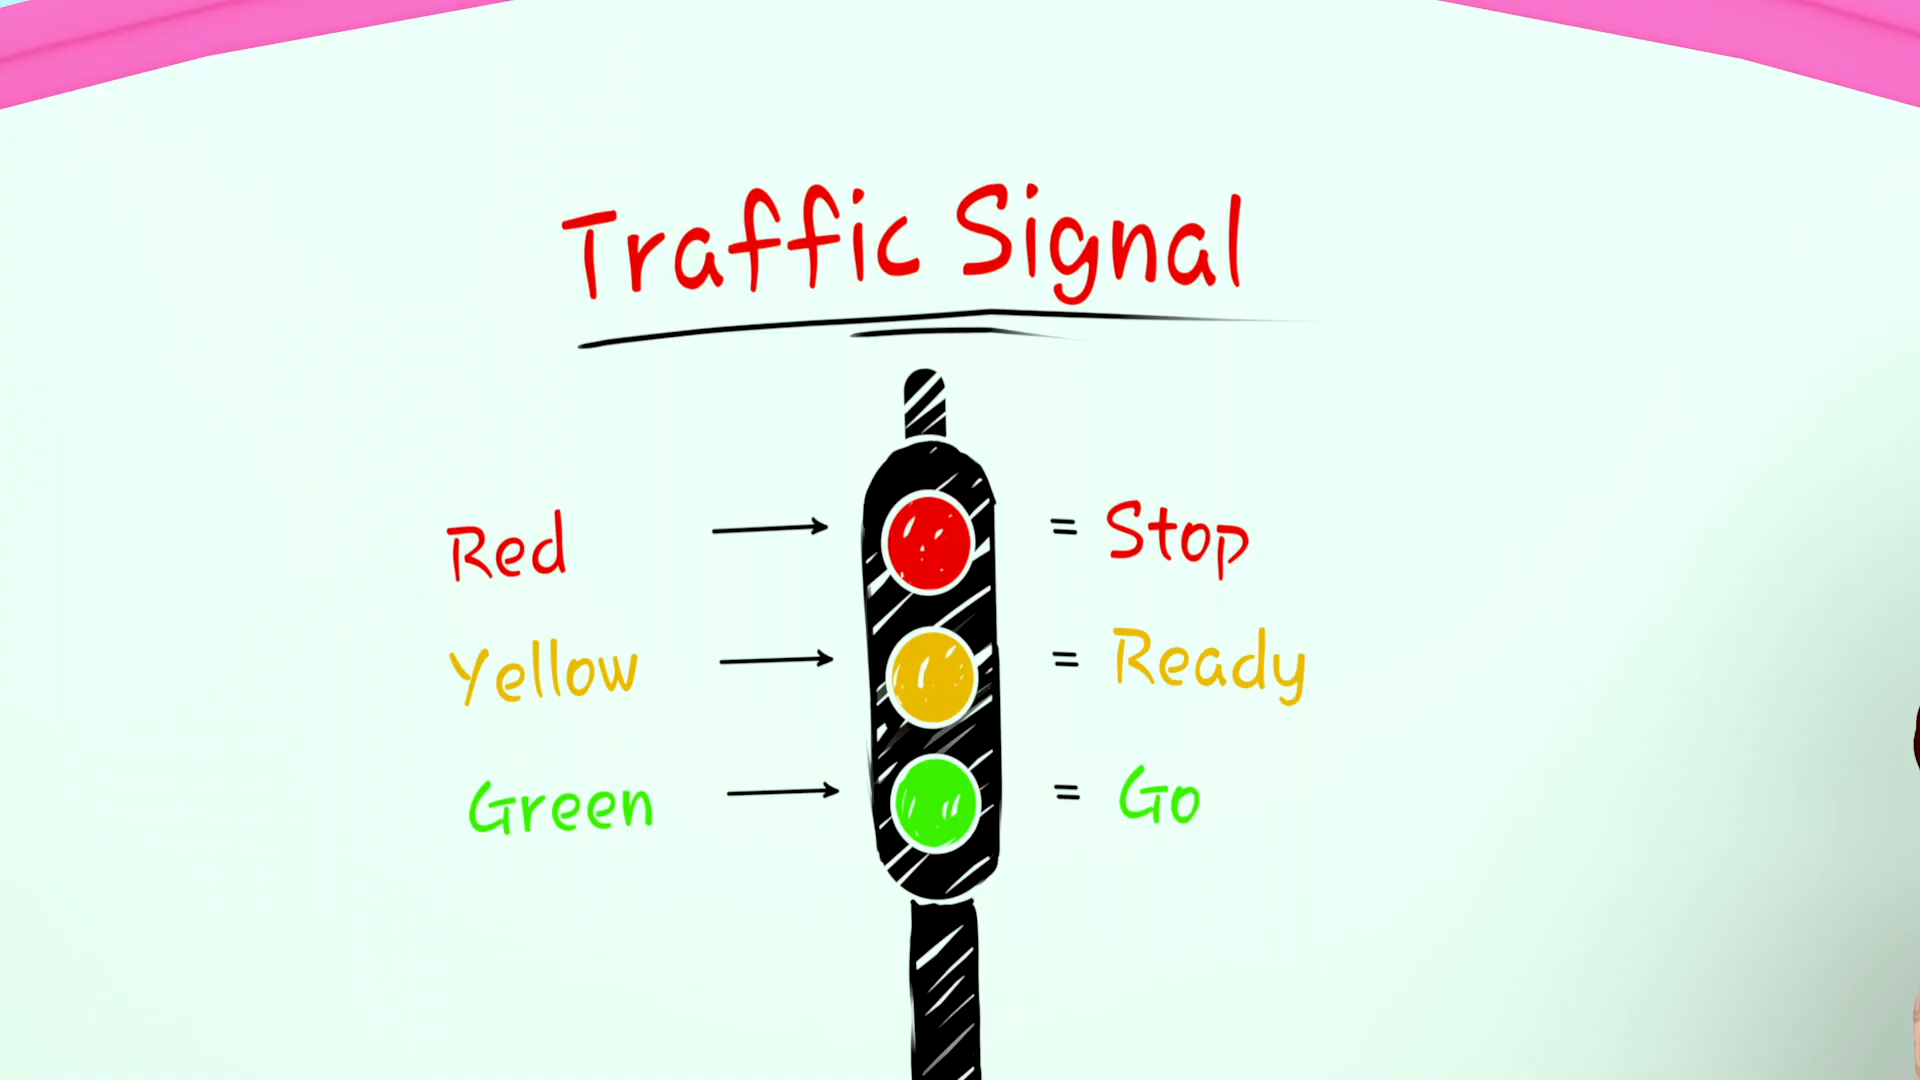 Traffic Signal
Red → = Stop
Yellow → = Ready
Green → = Go